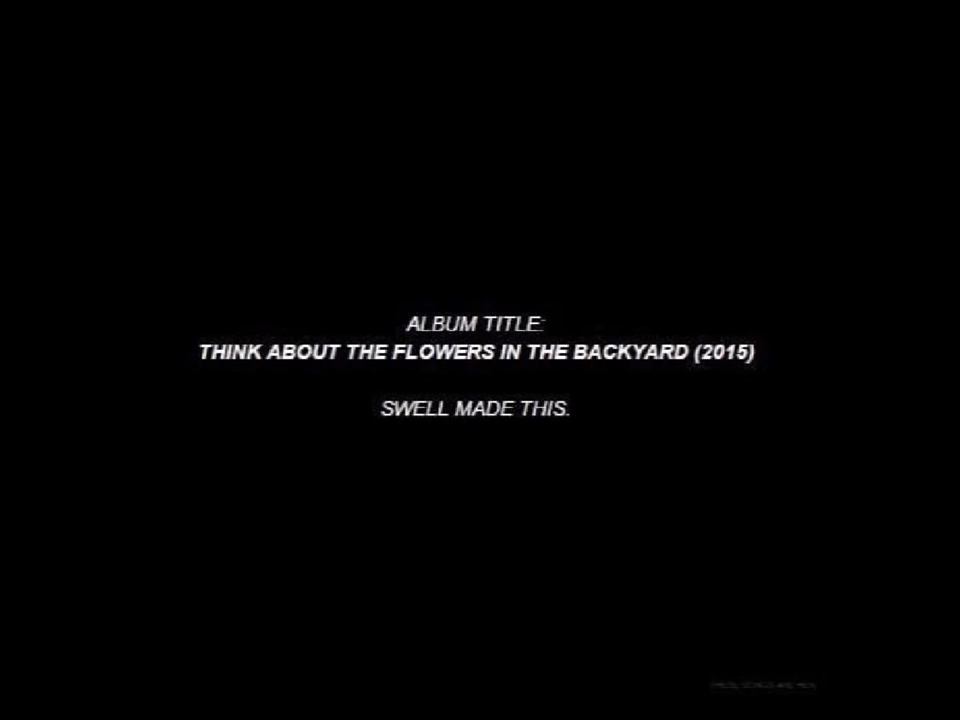 ALBUM TITLE:
THINK ABOUT THE FLOWERS IN THE BACKYARD (2015)
SWELL MADE THIS.